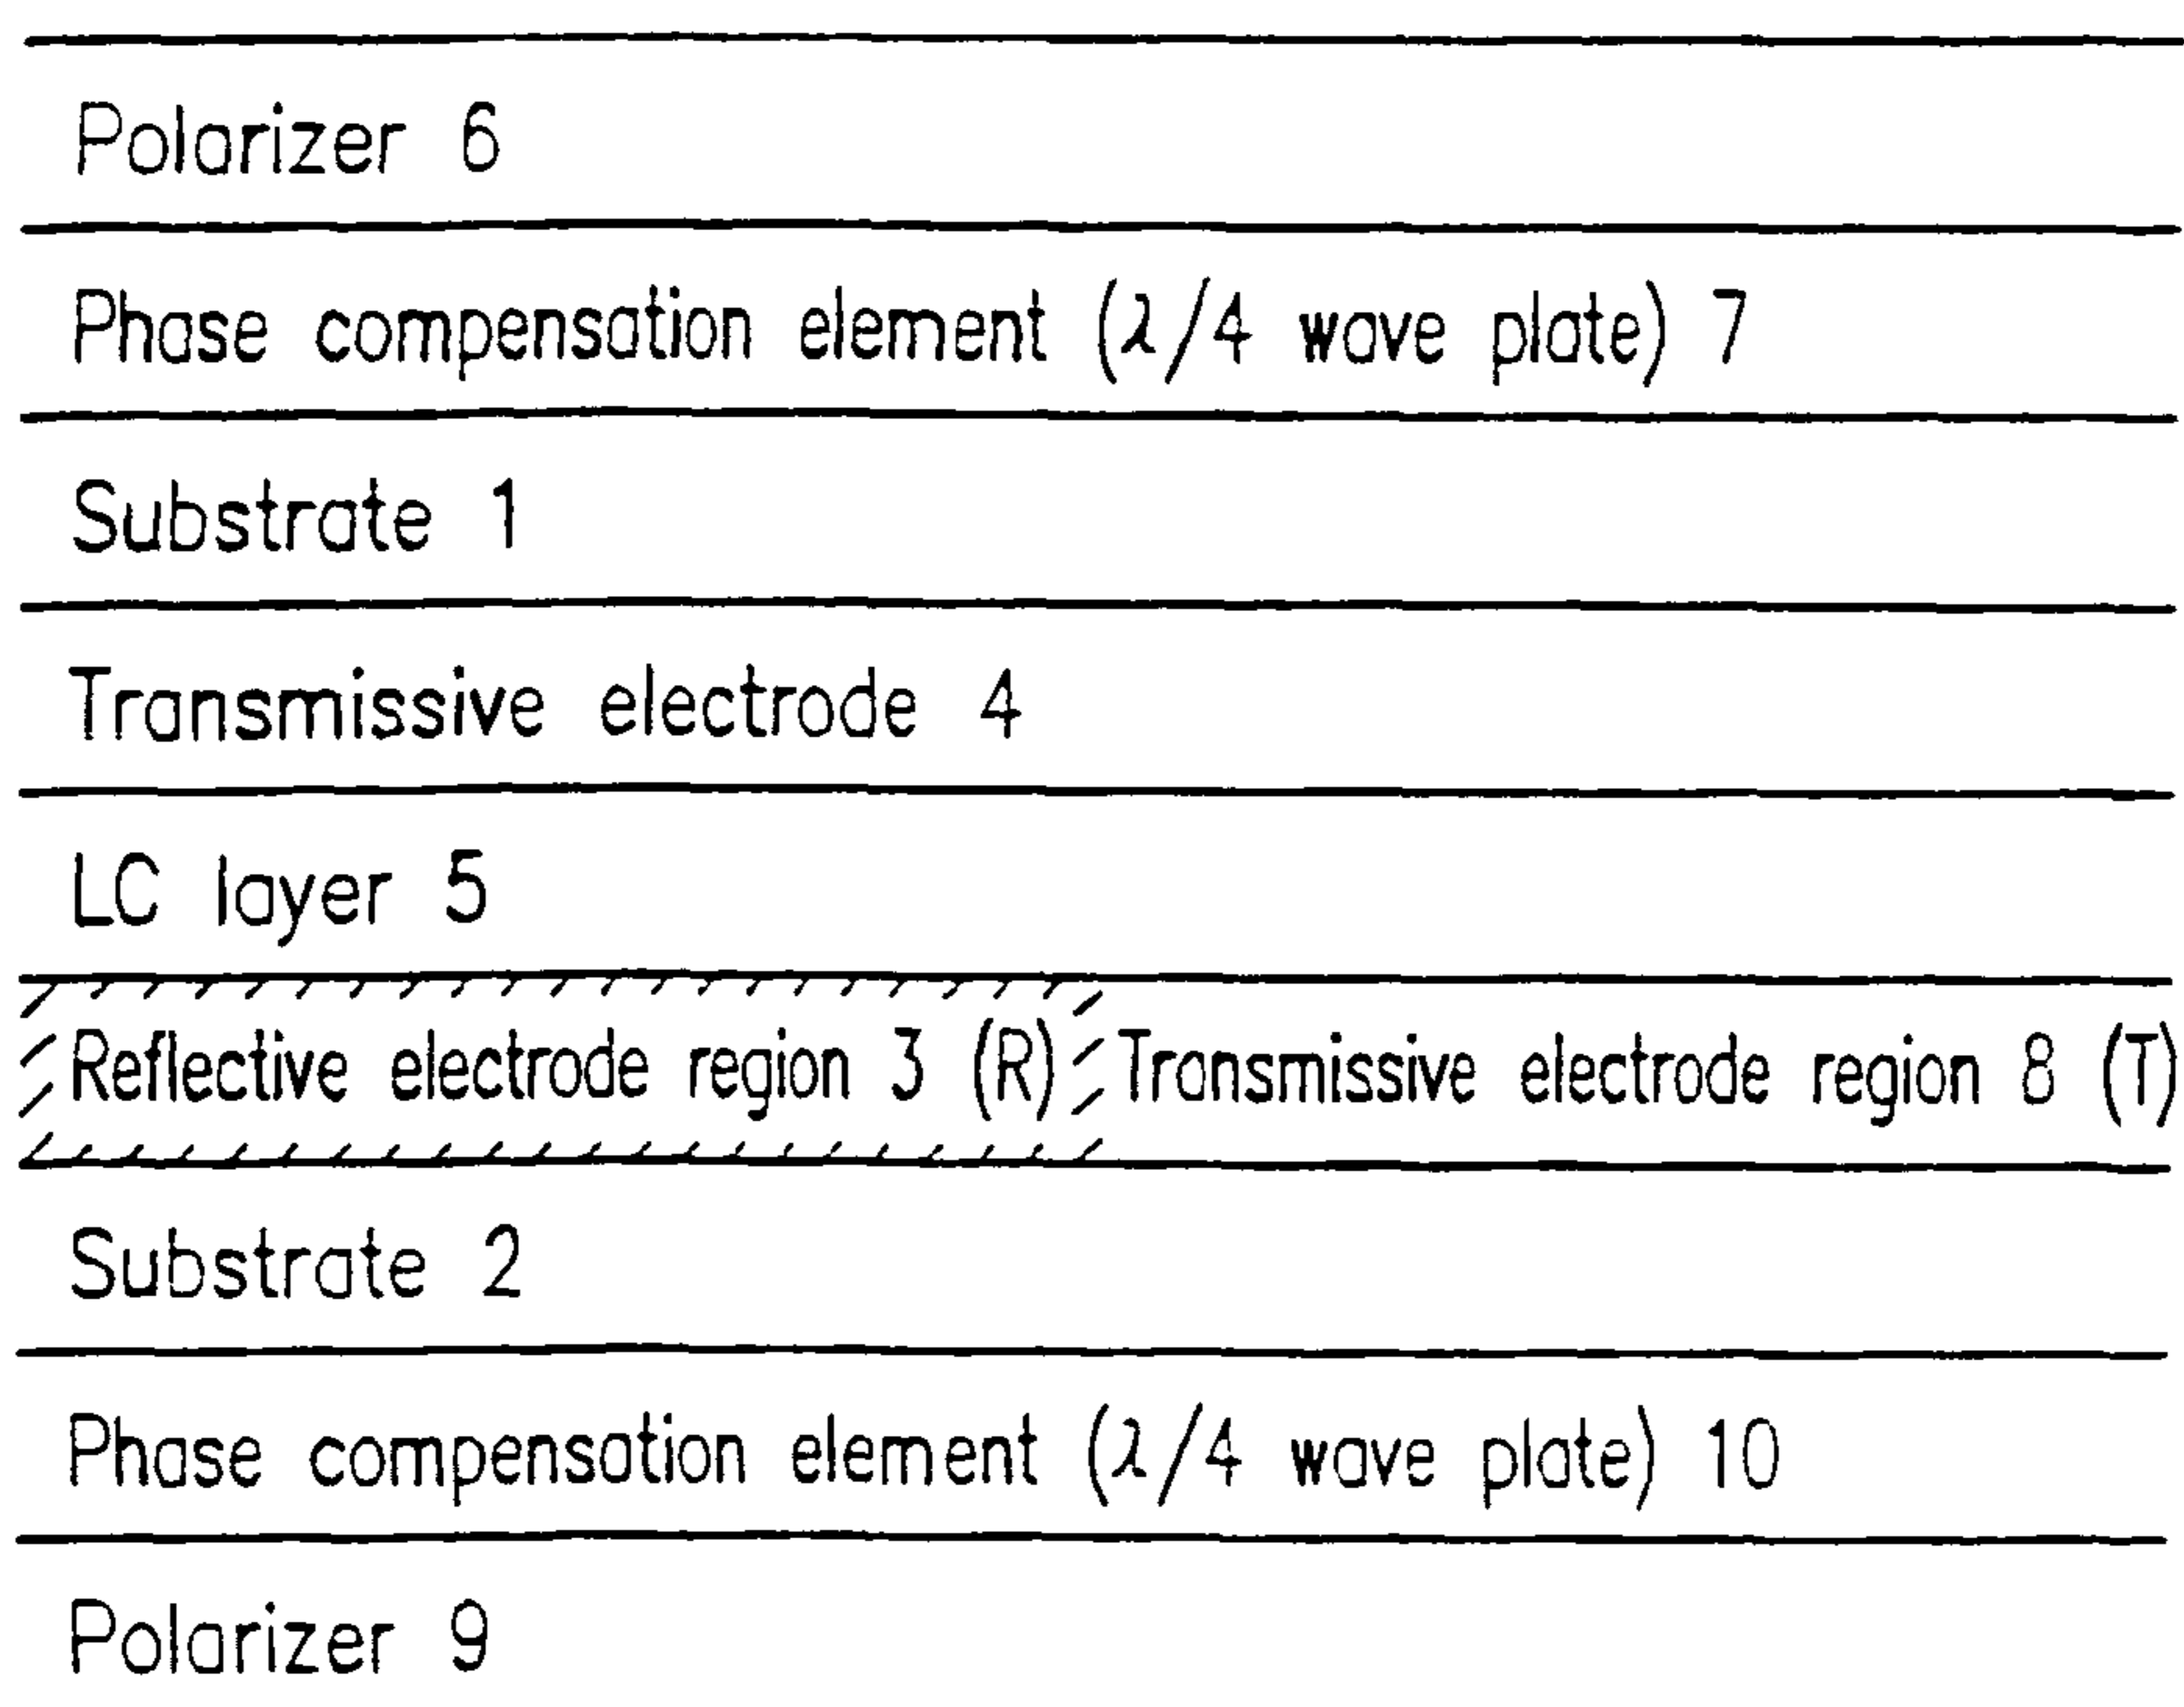 Polarizer 6
Phase compensation element (λ/4 wave plate) 7
Substrate 1
Transmissive electrode 4
LC layer 5
Reflective electrode region 3 (R) Transmissive electrode region 8 (T)
Substrate 2
Phase compensation element (λ/4 wave plate) 10
Polarizer 9